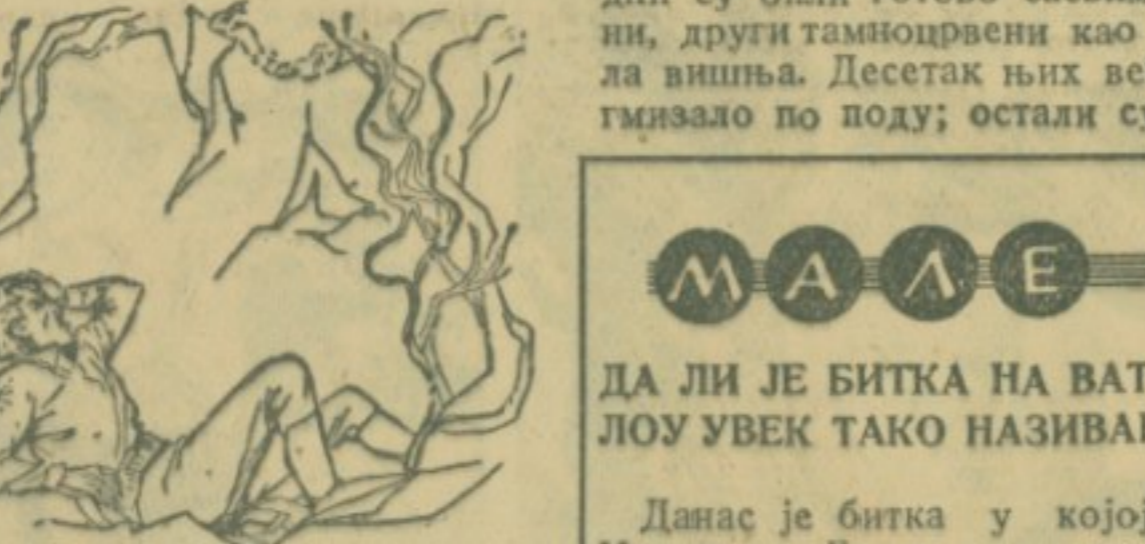 ни, други тамноцрвени као
ла вишња. Десетак њих ве
гмизало по поду; остали с
МАЛЕ
ДА ЛИ ЈЕ БИТКА НА ВАТ
ЛОУ УВЕК ТАКО НАЗИВАН
Данас је битка у којој